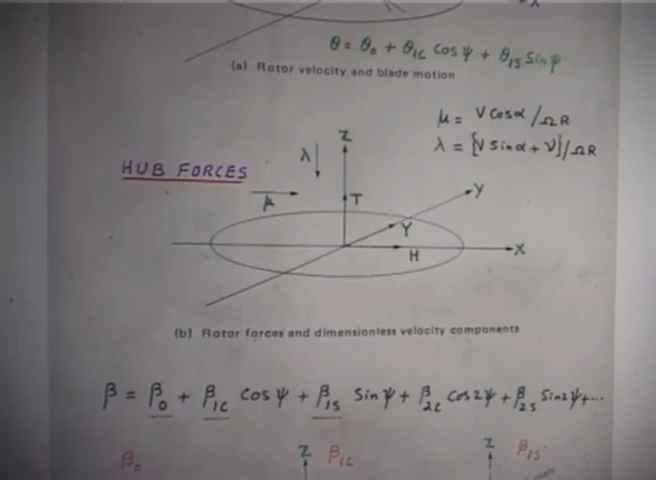 X
θ = θ₀ + θ₁C Cos ψ + θ₁S Sin ψ
(a) Rotor velocity and blade motion
μ = V Cos α / ΩR
Z
λ
λ = {V Sin α + ν} / ΩR
HUB FORCES
μ
T
Y
Y
H
X
(b) Rotor forces and dimensionless velocity components
β = β₀ + β₁C Cos ψ + β₁S Sin ψ + β₂C Cos 2ψ + β₂S Sin 2ψ + ...
β₀
Z
β₁C
Z
β₁S